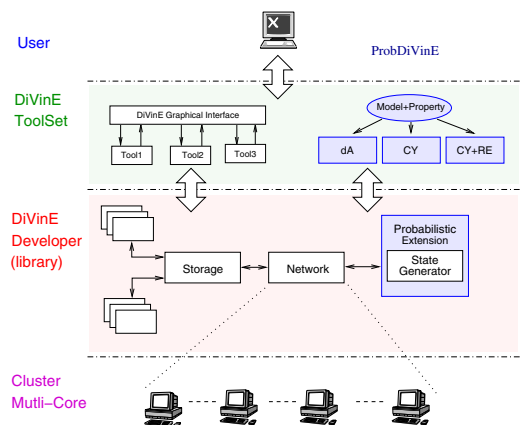 User
ProbDiVinE
DiVinE
ToolSet
DiVinE Graphical Interface
Tool1
Tool2
Tool3
Model+Property
dA
CY
CY+RE
DiVinE
Developer
(library)
Storage
Network
Probabilistic
Extension
State
Generator
Cluster
Mutli-Core